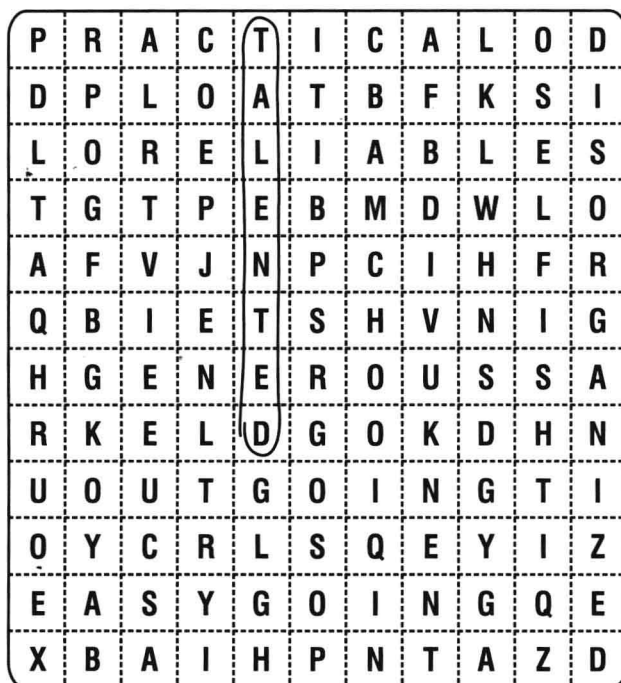 P R A C T I C A L O D
D P L O A T B F K S I
L O R E L I A B L E S
T G T P E B M D W L O
A F V J N P C I H F R
Q B I E T S H V N I G
H G E N E R O U S S A
R K E L D G O K D H N
U O U T G O I N G T I
O Y C R L S Q E Y I Z
E A S Y G O I N G Q E
X B A I H P N T A Z D